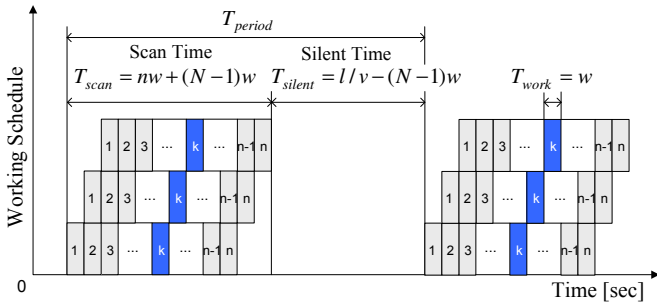 T_period
Scan Time Silent Time
T_scan = nw + (N − 1)w T_silent = l / v − (N − 1)w T_work = w
Working Schedule
1 2 3 ... k ... n-1 n 1 2 3 ... k ... n-1 n
1 2 3 ... k ... n-1 n 1 2 3 ... k ... n-1 n
1 2 3 ... k ... n-1 n 1 2 3 ... k ... n-1 n
0
Time [sec]